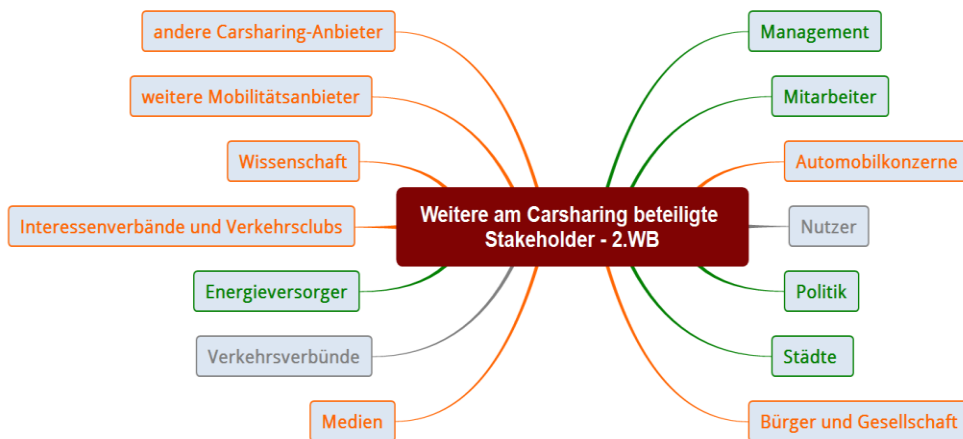 andere Carsharing-Anbieter
weitere Mobilitätsanbieter
Wissenschaft
Interessenverbände und Verkehrsclubs
Energieversorger
Verkehrsverbünde
Medien
Weitere am Carsharing beteiligte
Stakeholder - 2.WB
Management
Mitarbeiter
Automobilkonzerne
Nutzer
Politik
Städte
Bürger und Gesellschaft